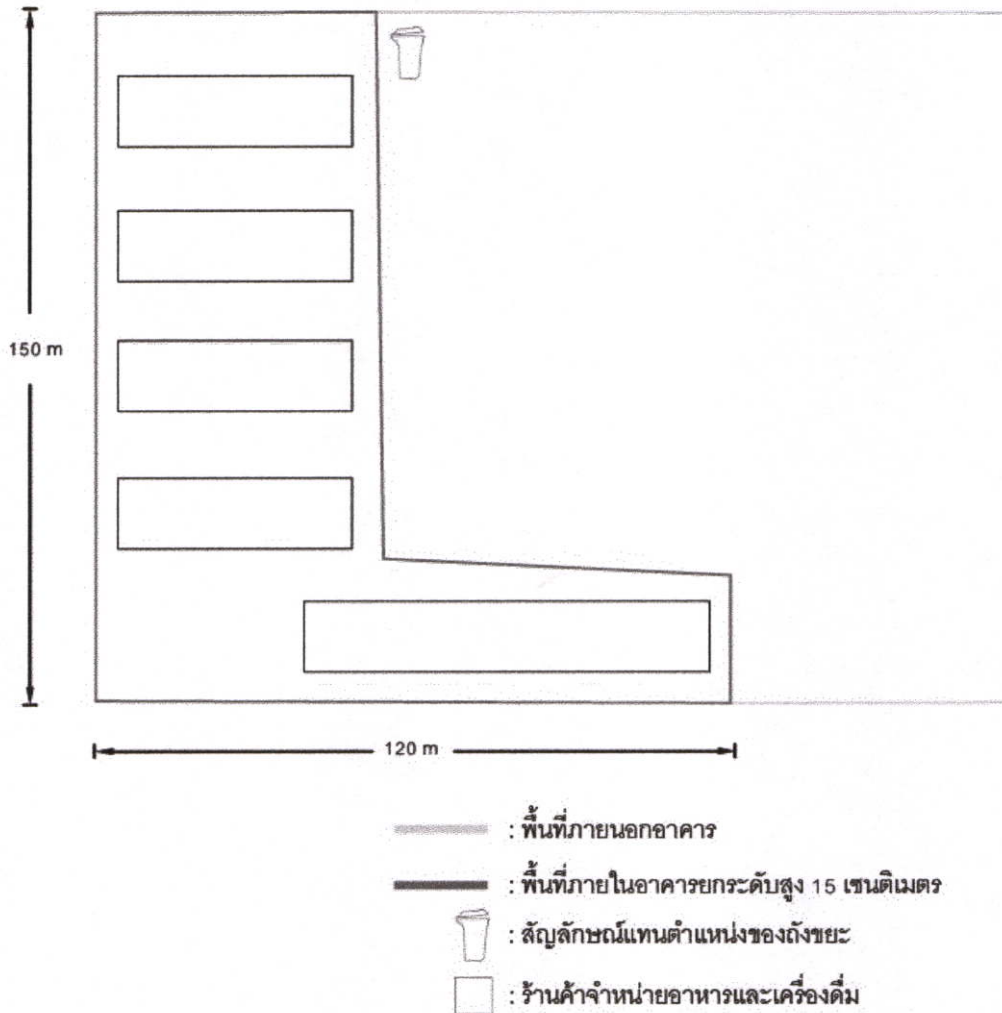 150 m
120 m
: พื้นที่ภายนอกอาคาร
: พื้นที่ภายในอาคารยกระดับสูง 15 เซนติเมตร
: สัญลักษณ์แทนตำแหน่งของถังขยะ
: ร้านค้าจำหน่ายอาหารและเครื่องดื่ม